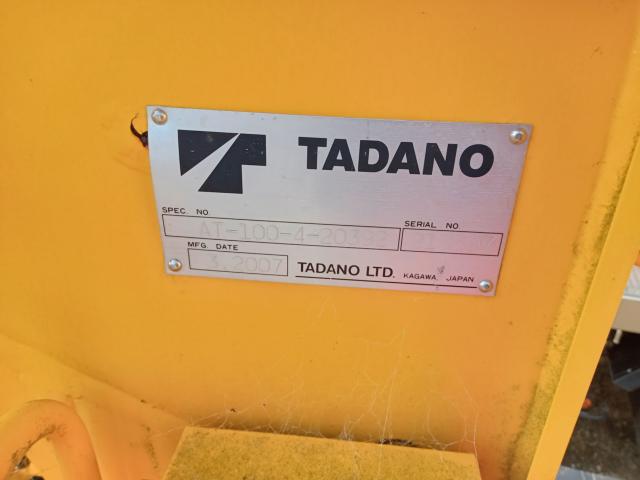 TADANO
SPEC. NO.
SERIAL NO.
MFG. DATE
3.2007
TADANO LTD. KAGAWA, JAPAN